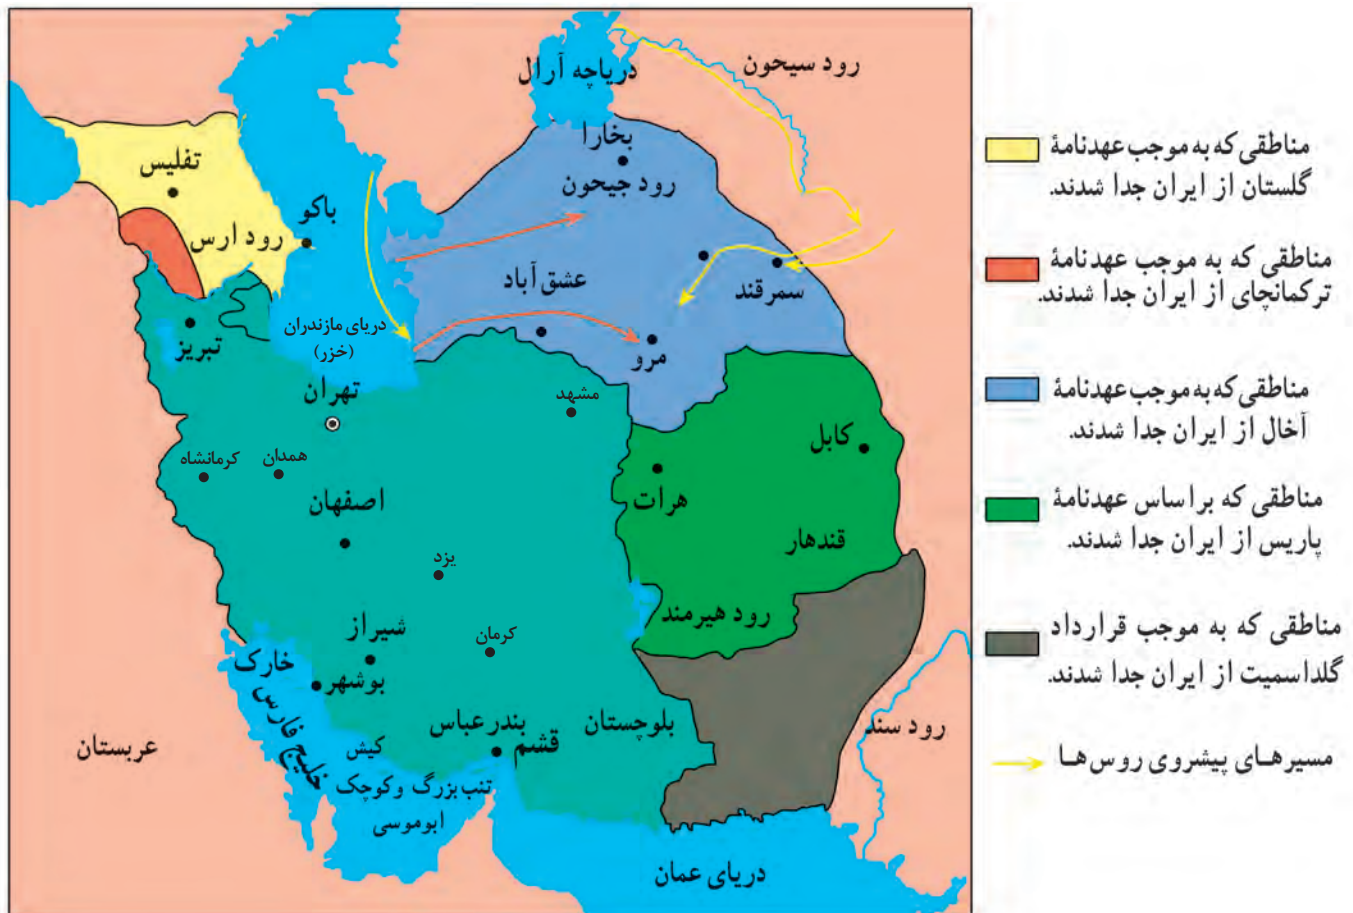 دریاچه آرال
رود سیحون
بخارا
رود جیحون
تفلیس
باکو
رود ارس
عشق آباد
سمرقند
مرو
دریای مازندران
(خزر)
تبریز
تهران
مشهد
کابل
هرات
همدان
کرمانشاه
اصفهان
قندهار
یزد
رود هیرمند
شیراز
کرمان
خارک
بوشهر
خلیج فارس
بلوچستان
رود سند
بندرعباس
قشم
کیش
عربستان
تنب بزرگ وکوچک
ابوموسی
دریای عمان
مناطقی که به موجب عهدنامهٔ
گلستان از ایران جدا شدند.
مناطقی که به موجب عهدنامهٔ
ترکمانچای از ایران جدا شدند.
مناطقی که به موجب عهدنامهٔ
آخال از ایران جدا شدند.
مناطقی که براساس عهدنامهٔ
پاریس از ایران جدا شدند.
مناطقی که به موجب قرارداد
گلداسمیت از ایران جدا شدند.
مسیرهـای پیشروی روس‌هـا